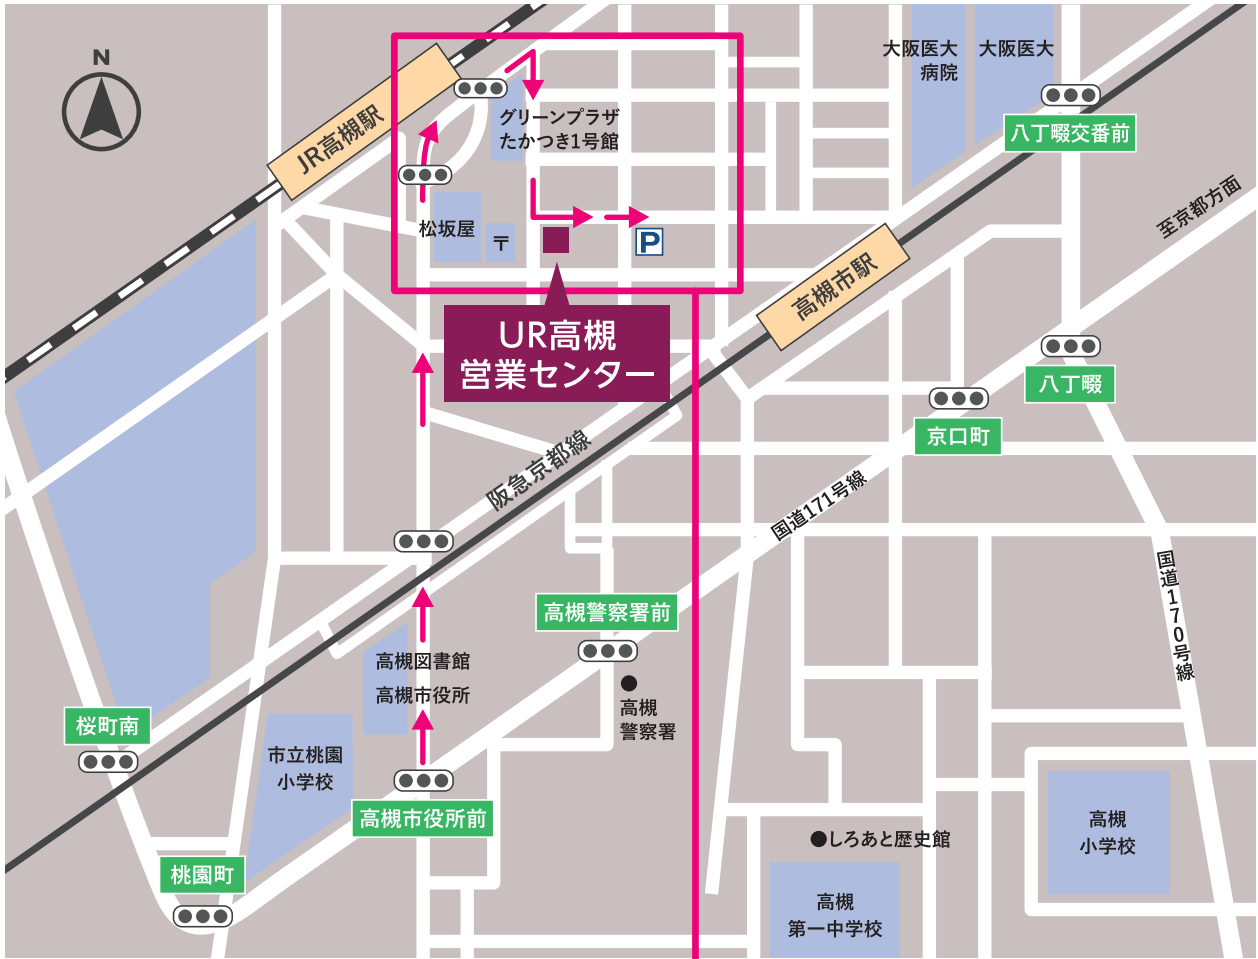 N
JR高槻駅
グリーンプラザ
たかつき1号館
大阪医大
病院
大阪医大
八丁畷交番前
至京都方面
松坂屋
〒
P
高槻市駅
UR高槻
営業センター
八丁畷
京口町
阪急京都線
国道171号線
国道170号線
高槻警察署前
高槻図書館
高槻市役所
高槻
警察署
桜町南
市立桃園
小学校
高槻市役所前
桃園町
しろあと歴史館
高槻
小学校
高槻
第一中学校